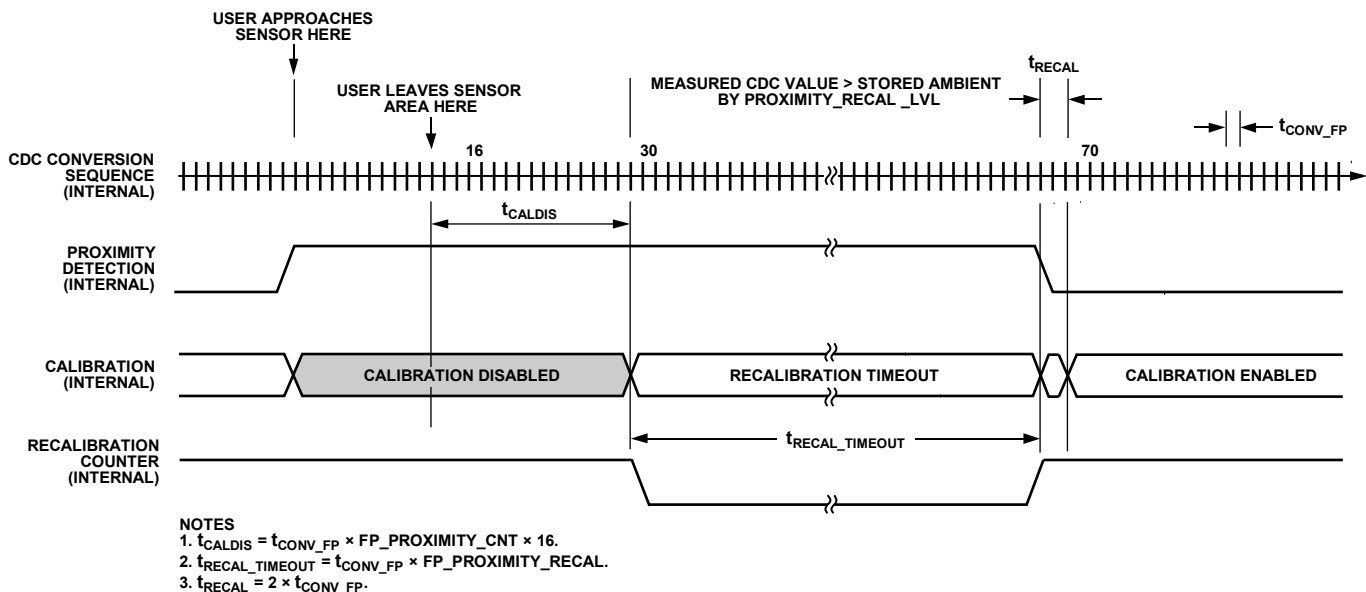 USER APPROACHES
SENSOR HERE
USER LEAVES SENSOR
AREA HERE
MEASURED CDC VALUE > STORED AMBIENT
BY PROXIMITY_RECAL _LVL
tRECAL
tCONV_FP
CDC CONVERSION
SEQUENCE
(INTERNAL)
16
30
70
tCALDIS
PROXIMITY
DETECTION
(INTERNAL)
CALIBRATION
(INTERNAL)
CALIBRATION DISABLED
RECALIBRATION TIMEOUT
CALIBRATION ENABLED
RECALIBRATION
COUNTER
(INTERNAL)
tRECAL_TIMEOUT
NOTES
1. tCALDIS = tCONV_FP × FP_PROXIMITY_CNT × 16.
2. tRECAL_TIMEOUT = tCONV_FP × FP_PROXIMITY_RECAL.
3. tRECAL = 2 × tCONV_FP.